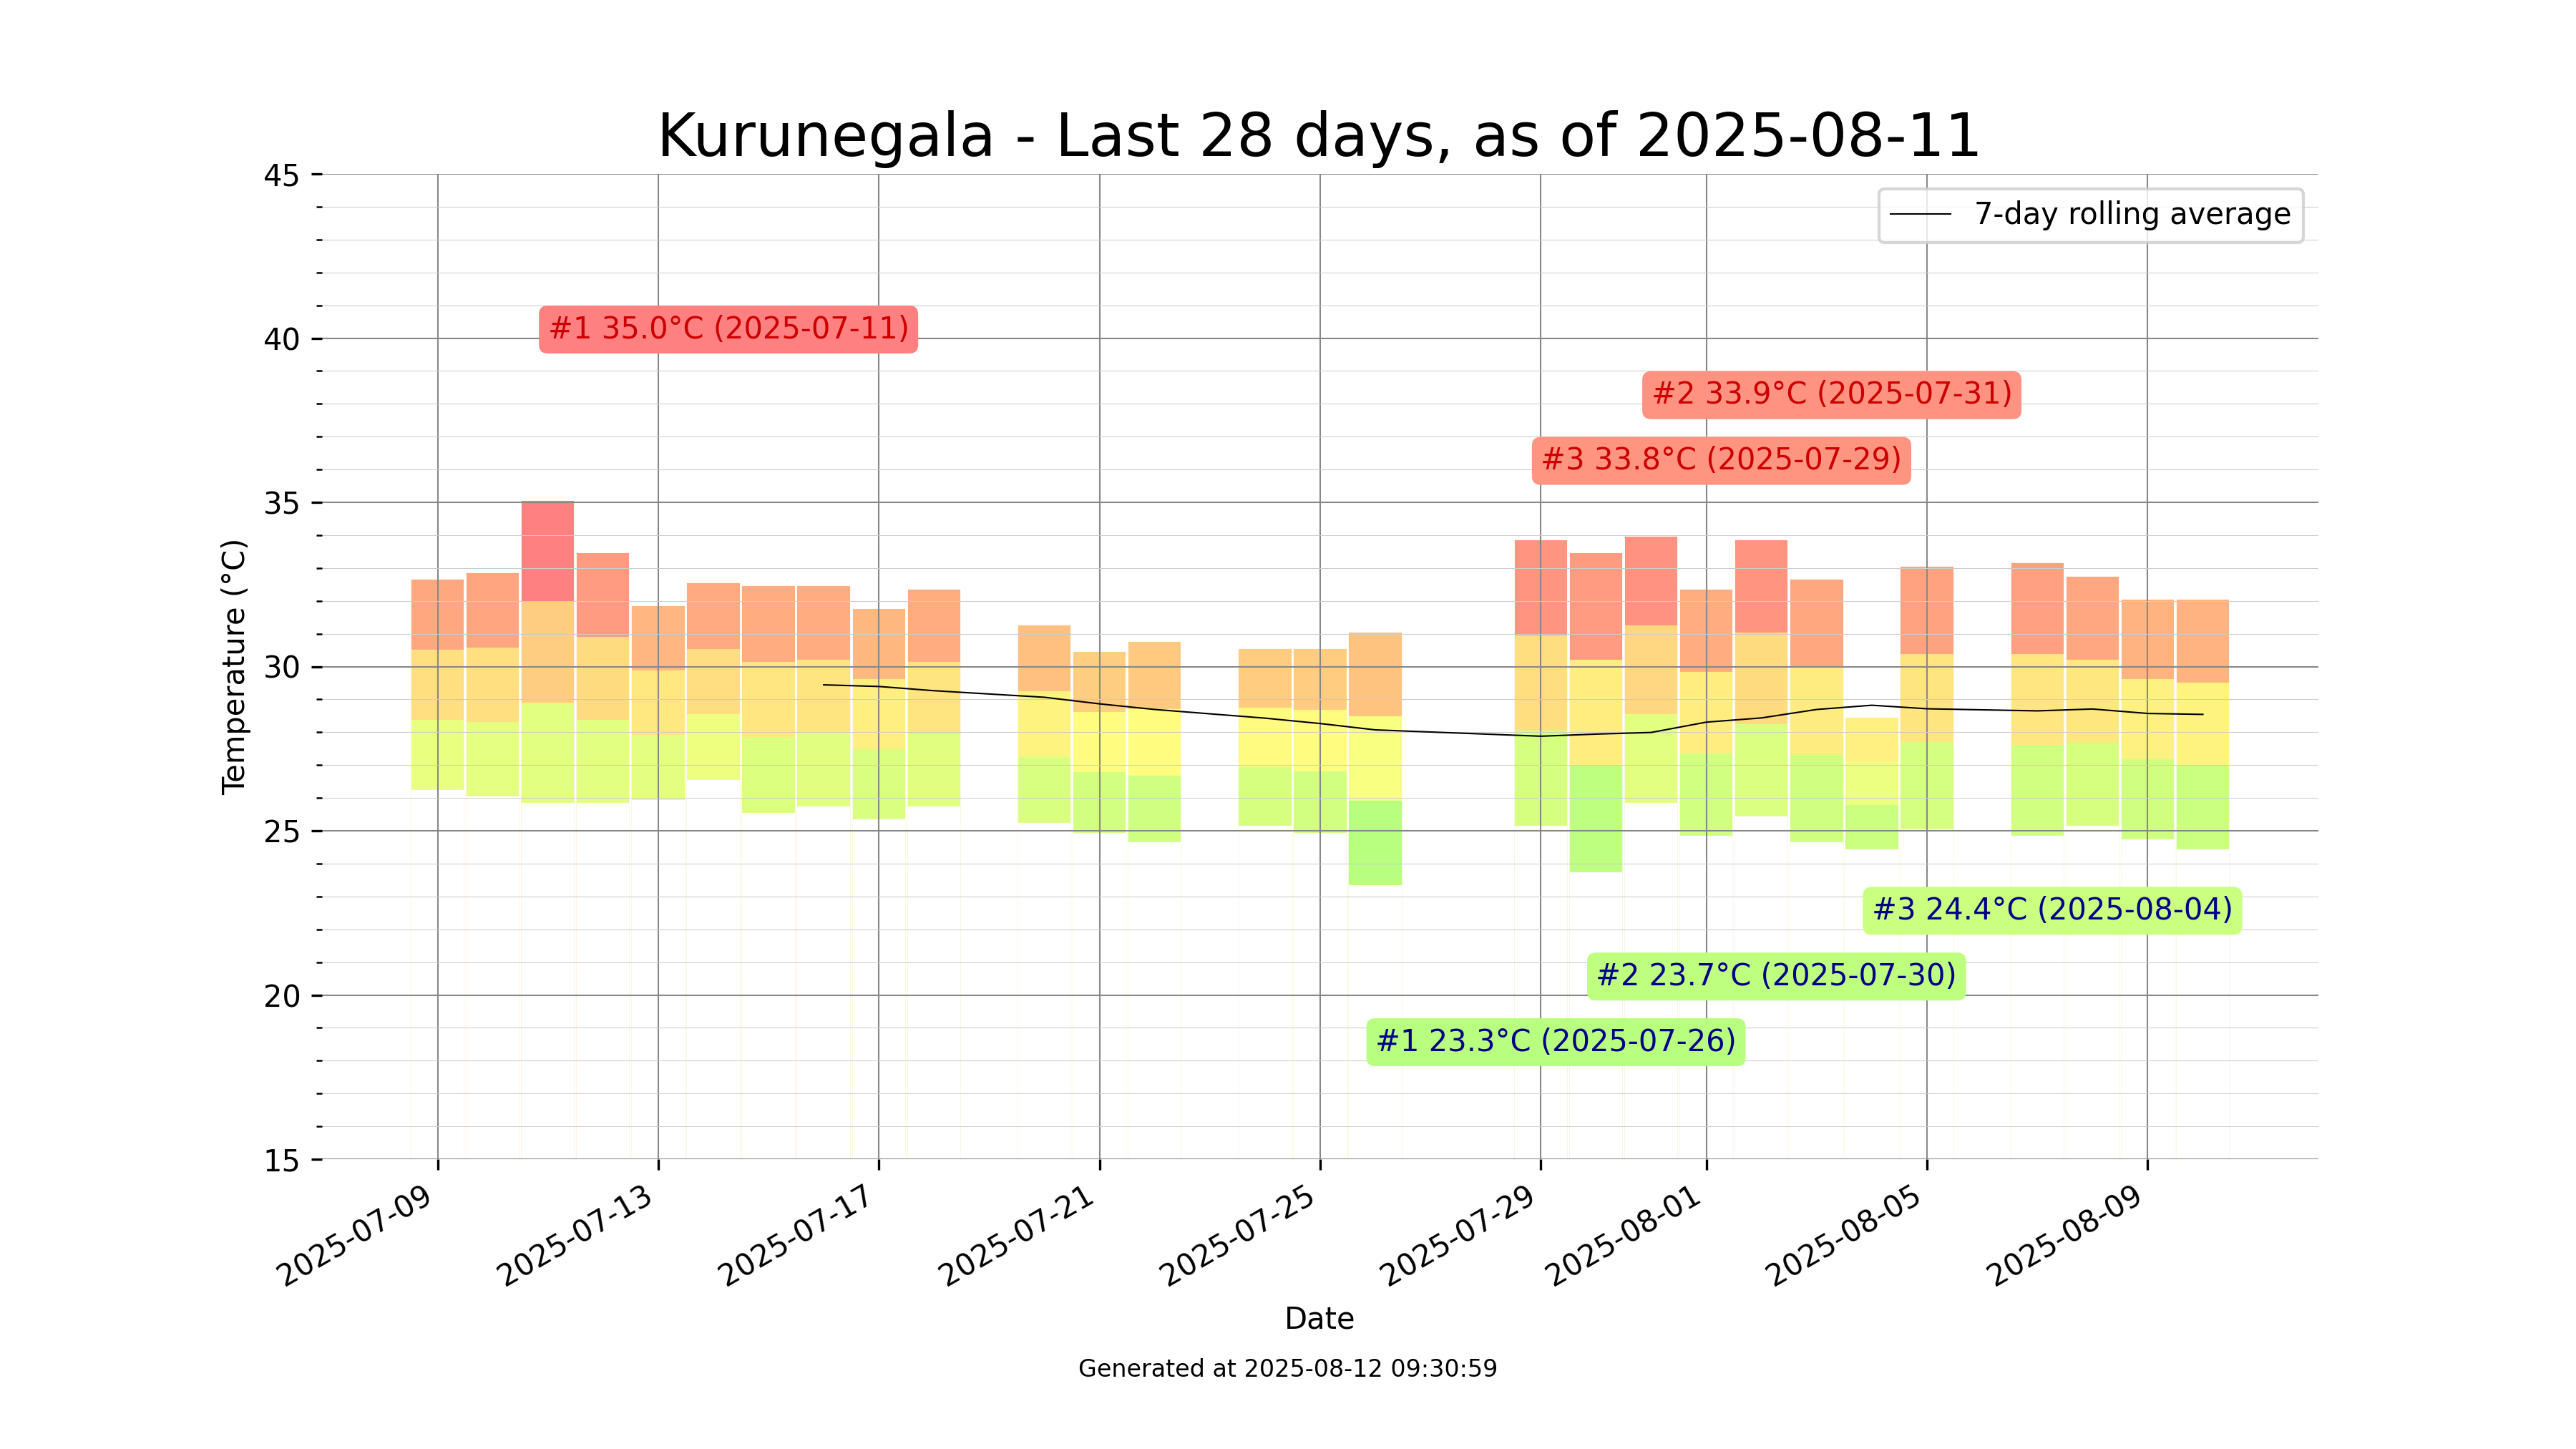 Kurunegala - Last 28 days, as of 2025-08-11
45
7-day rolling average
#1 35.0°C (2025-07-11)
40
#2 33.9°C (2025-07-31)
#3 33.8°C (2025-07-29)
35
Temperature (°C)
30
25
#3 24.4°C (2025-08-04)
#2 23.7°C (2025-07-30)
20
#1 23.3°C (2025-07-26)
15
2025-07-09
2025-07-13
2025-07-17
2025-07-21
2025-07-25
2025-07-29
2025-08-01
2025-08-05
2025-08-09
Date
Generated at 2025-08-12 09:30:59